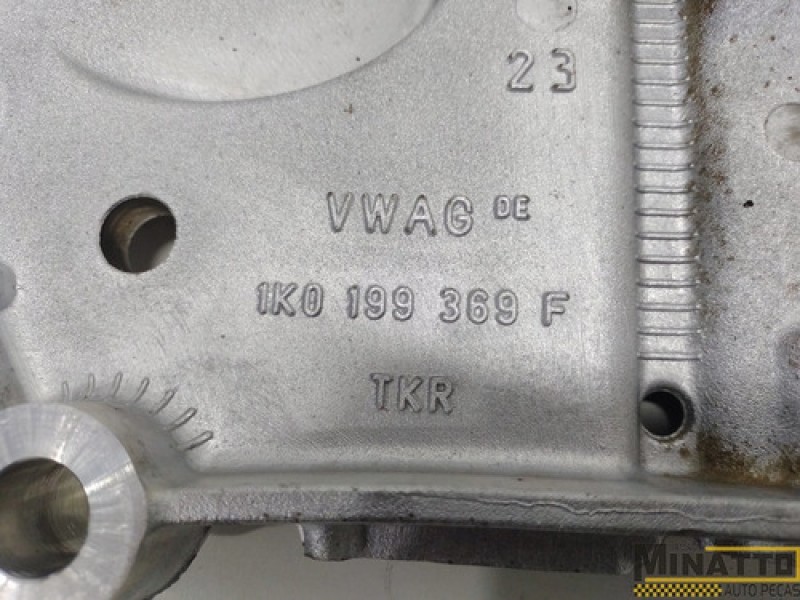 23
VWAG DE
1K0 199 369 F
TKR
MINATTO
AUTO PEÇAS